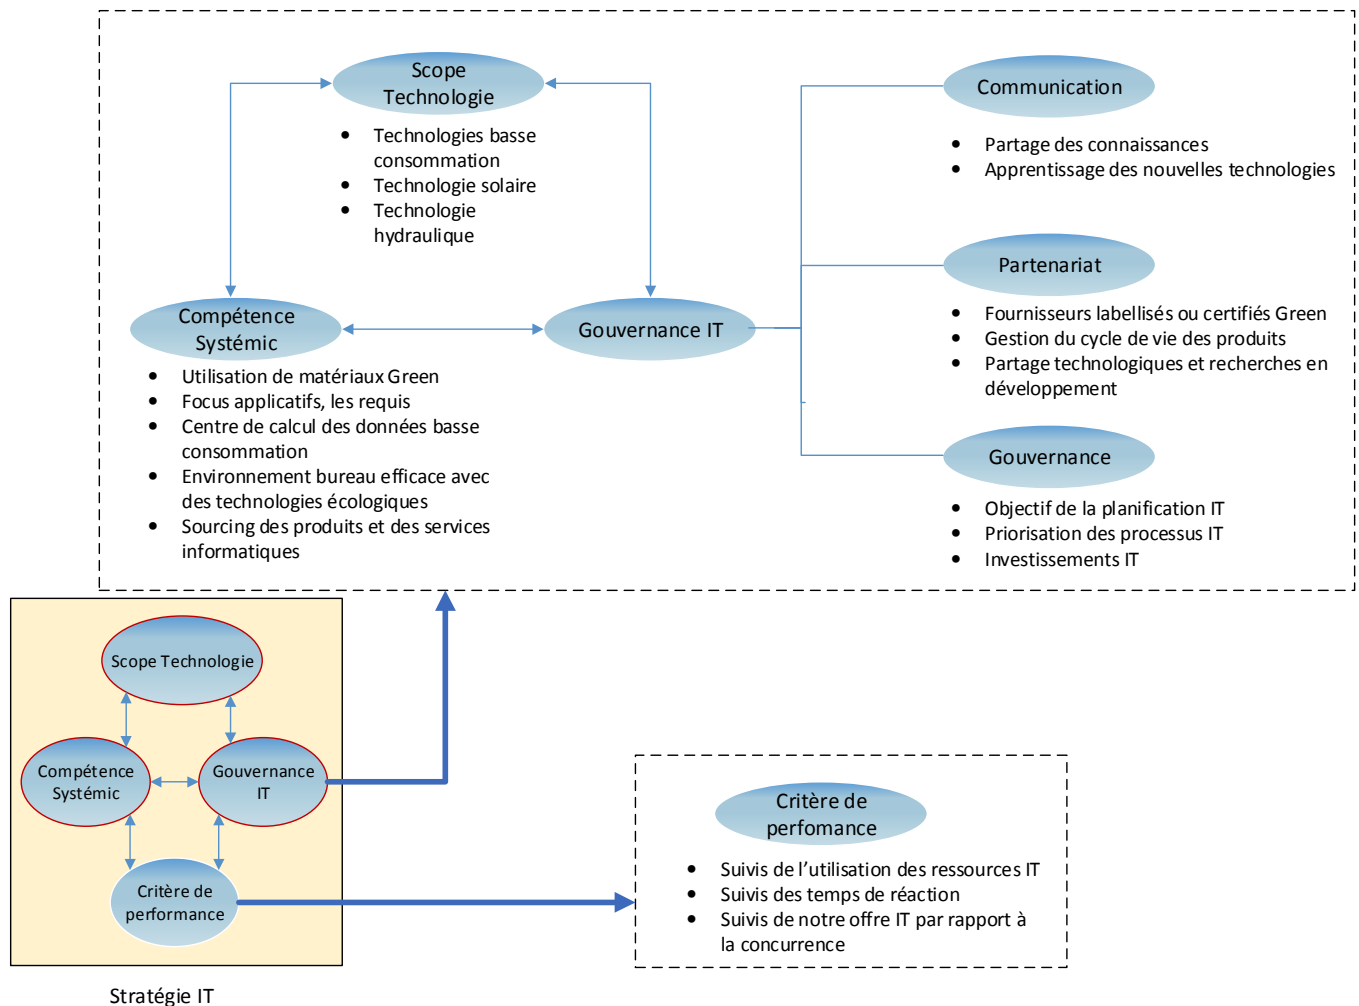 Scope
Technologie
• Technologies basse
consommation
• Technologie solaire
• Technologie
hydraulique
Compétence
Systémic
• Utilisation de matériaux Green
• Focus applicatifs, les requis
• Centre de calcul des données basse
consommation
• Environnement bureau efficace avec
des technologies écologiques
• Sourcing des produits et des services
informatiques
Gouvernance IT
Communication
• Partage des connaissances
• Apprentissage des nouvelles technologies
Partenariat
• Fournisseurs labellisés ou certifiés Green
• Gestion du cycle de vie des produits
• Partage technologiques et recherches en
développement
Gouvernance
• Objectif de la planification IT
• Priorisation des processus IT
• Investissements IT
Scope Technologie
Compétence
Systémic
Gouvernance
IT
Critère de
performance
Stratégie IT
Critère de
perfomance
• Suivis de l’utilisation des ressources IT
• Suivis des temps de réaction
• Suivis de notre offre IT par rapport à
la concurrence